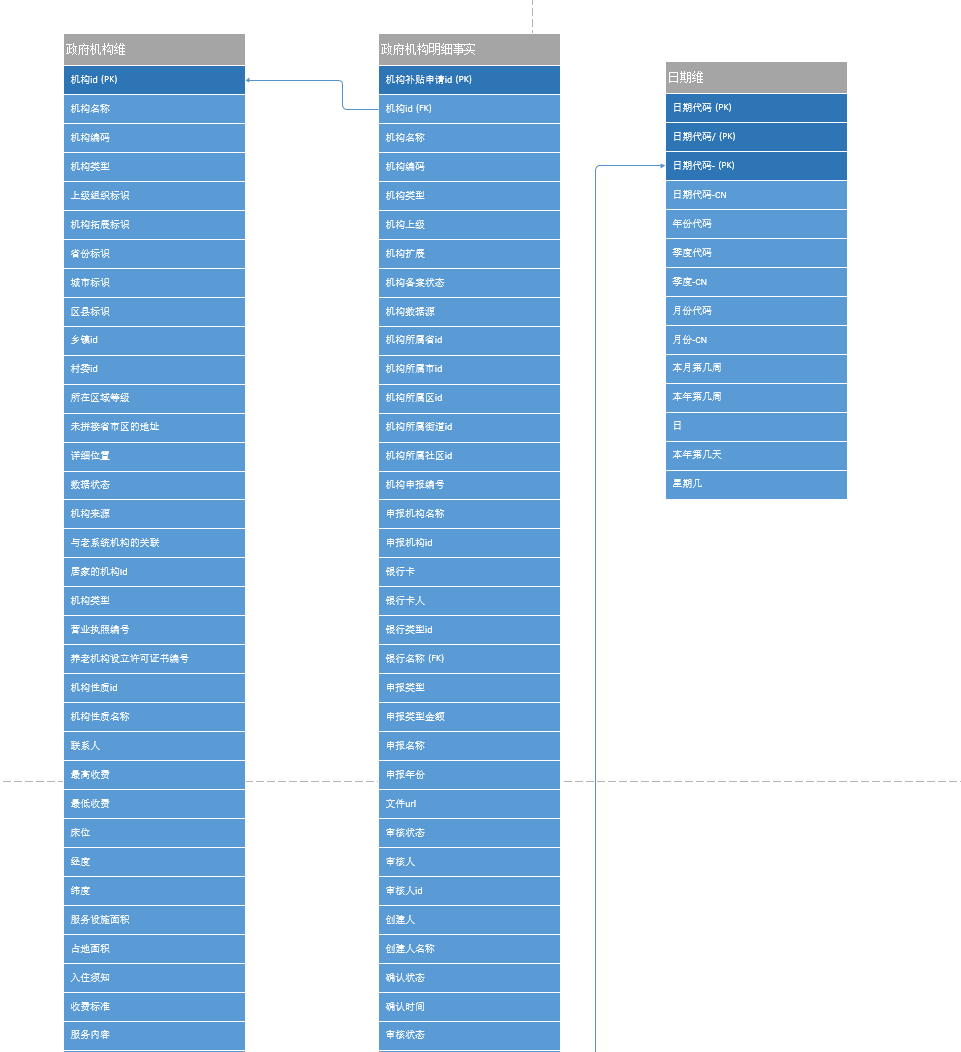 政府机构维
机构id (PK)
机构名称
机构编码
机构类型
上级组织标识
机构拓展标识
省份标识
城市标识
区县标识
乡镇id
村委id
所在区域等级
未拼接省市区的地址
详细位置
数据状态
机构来源
与老系统机构的关联
居家的机构Id
机构类型
营业执照编号
养老机构设立许可证书编号
机构性质id
机构性质名称
联系人
最高收费
最低收费
床位
经度
纬度
服务设施面积
占地面积
入住须知
收费标准
服务内容
政府机构明细事实
机构补贴申请id (PK)
机构id (FK)
机构名称
机构编码
机构类型
机构上级
机构扩展
机构备案状态
机构数据源
机构所属省id
机构所属市id
机构所属区id
机构所属街道id
机构所属社区id
机构申报编号
申报机构名称
申报机构id
银行卡
银行卡人
银行类型id
银行名称 (FK)
申报类型
申报类型金额
申报名称
申报年份
文件url
审核状态
审核人
审核人id
创建人
创建人名称
确认状态
确认时间
审核状态
日期维
日期代码 (PK)
日期代码/ (PK)
日期代码- (PK)
日期代码-CN
年份代码
季度代码
季度-CN
月份代码
月份-CN
本月第几周
本年第几周
日
本年第几天
星期几